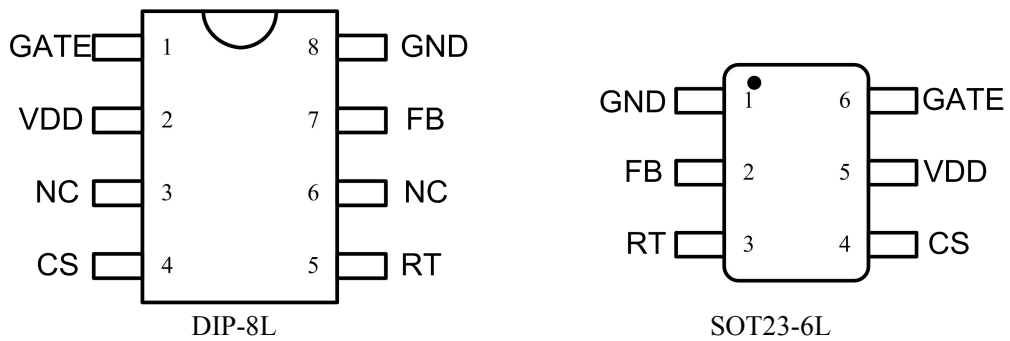 GATE 1 8 GND
VDD 2 7 FB
NC 3 6 NC
CS 4 5 RT
DIP-8L
GND 1 6 GATE
FB 2 5 VDD
RT 3 4 CS
SOT23-6L